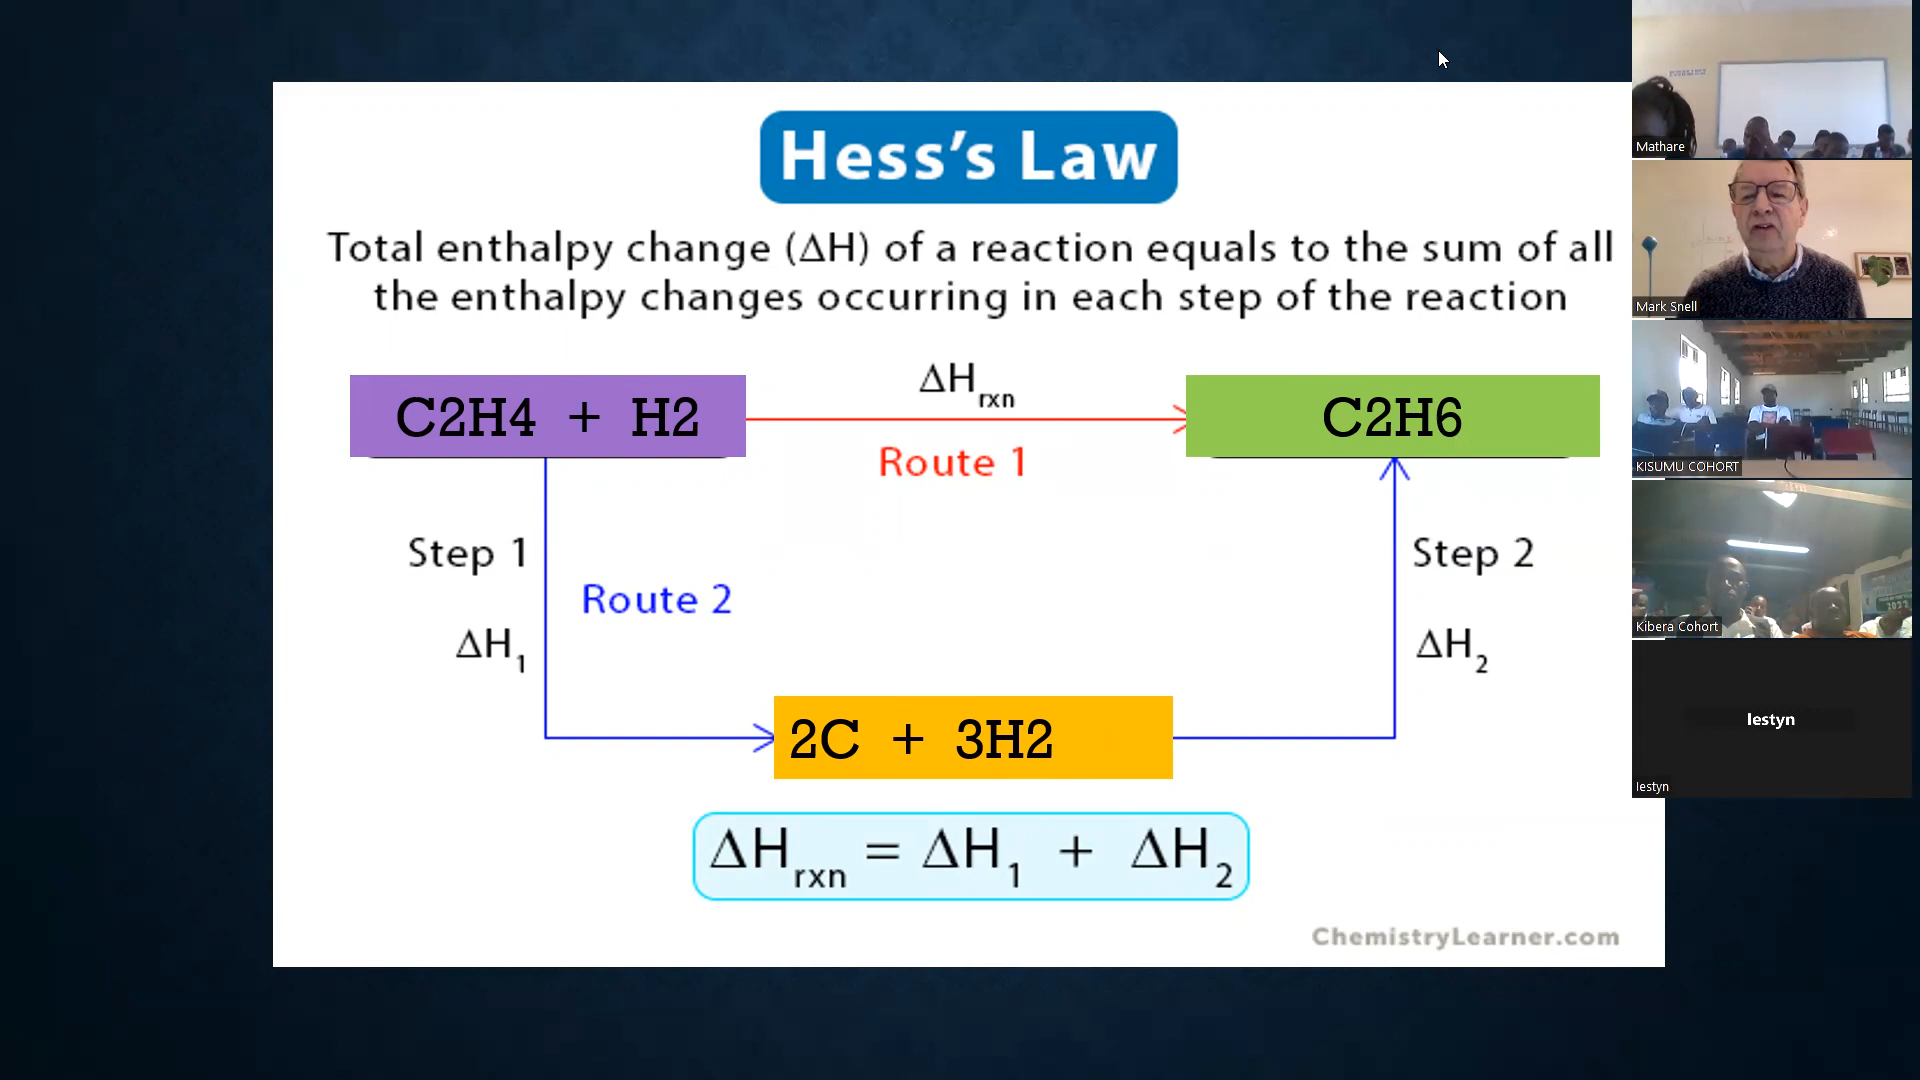 Hess's Law
Total enthalpy change (ΔH) of a reaction equals to the sum of all
the enthalpy changes occurring in each step of the reaction
C2H4 + H2
ΔHrxn
Route 1
C2H6
Step 1
Route 2
ΔH1
Step 2
ΔH2
2C + 3H2
ΔHrxn = ΔH1 + ΔH2
ChemistryLearner.com
Mathare
Mark Snell
KISUMU COHORT
Kibera Cohort
Iestyn
Iestyn